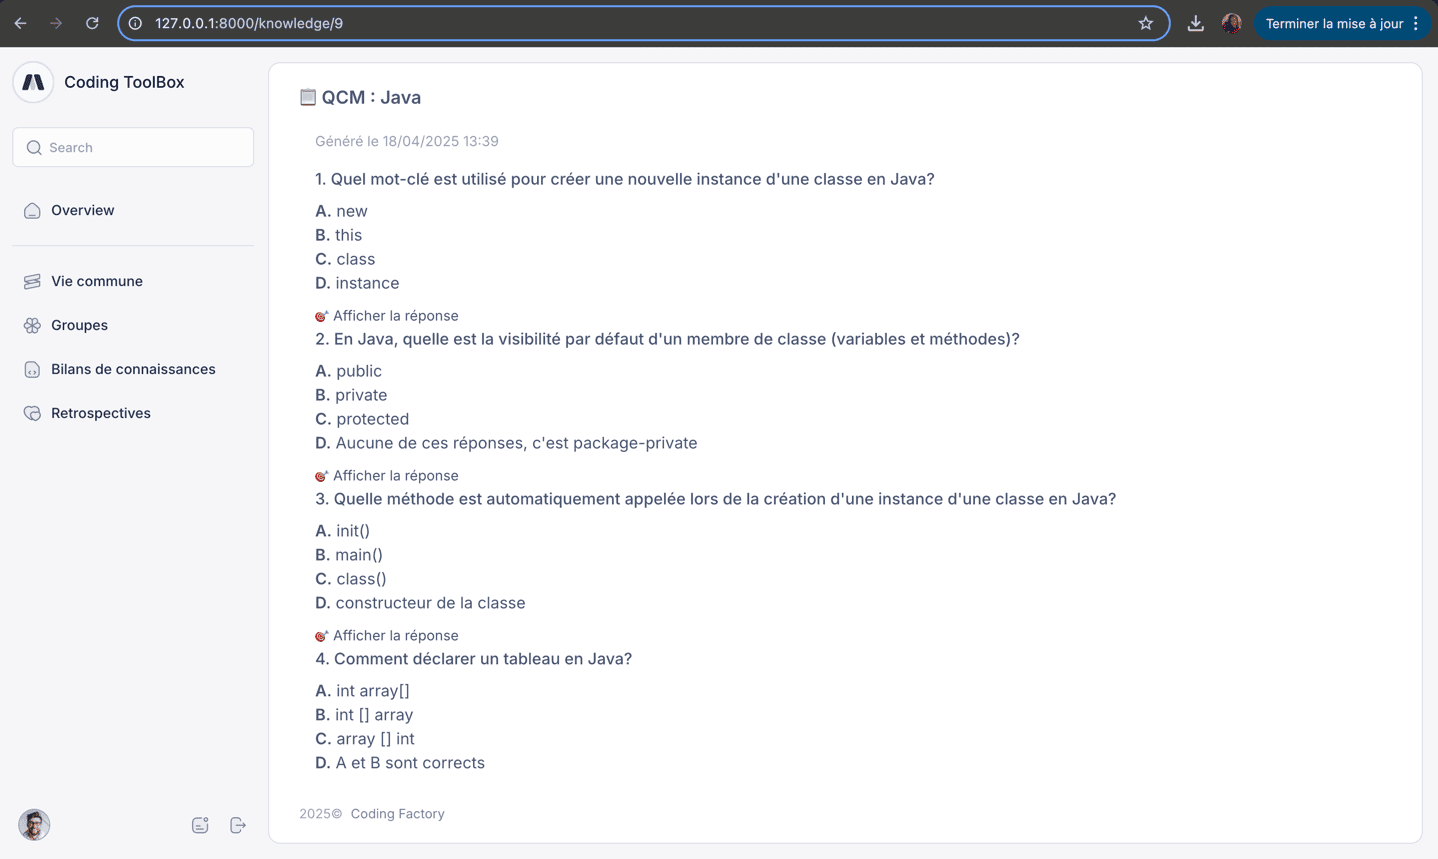 127.0.0.1:8000/knowledge/9
Terminer la mise à jour
Coding ToolBox
Search
Overview
Vie commune
Groupes
Bilans de connaissances
Retrospectives
QCM : Java
Généré le 18/04/2025 13:39
1. Quel mot-clé est utilisé pour créer une nouvelle instance d'une classe en Java?
A. new
B. this
C. class
D. instance
Afficher la réponse
2. En Java, quelle est la visibilité par défaut d'un membre de classe (variables et méthodes)?
A. public
B. private
C. protected
D. Aucune de ces réponses, c'est package-private
Afficher la réponse
3. Quelle méthode est automatiquement appelée lors de la création d'une instance d'une classe en Java?
A. init()
B. main()
C. class()
D. constructeur de la classe
Afficher la réponse
4. Comment déclarer un tableau en Java?
A. int array[]
B. int [] array
C. array [] int
D. A et B sont corrects
2025© Coding Factory